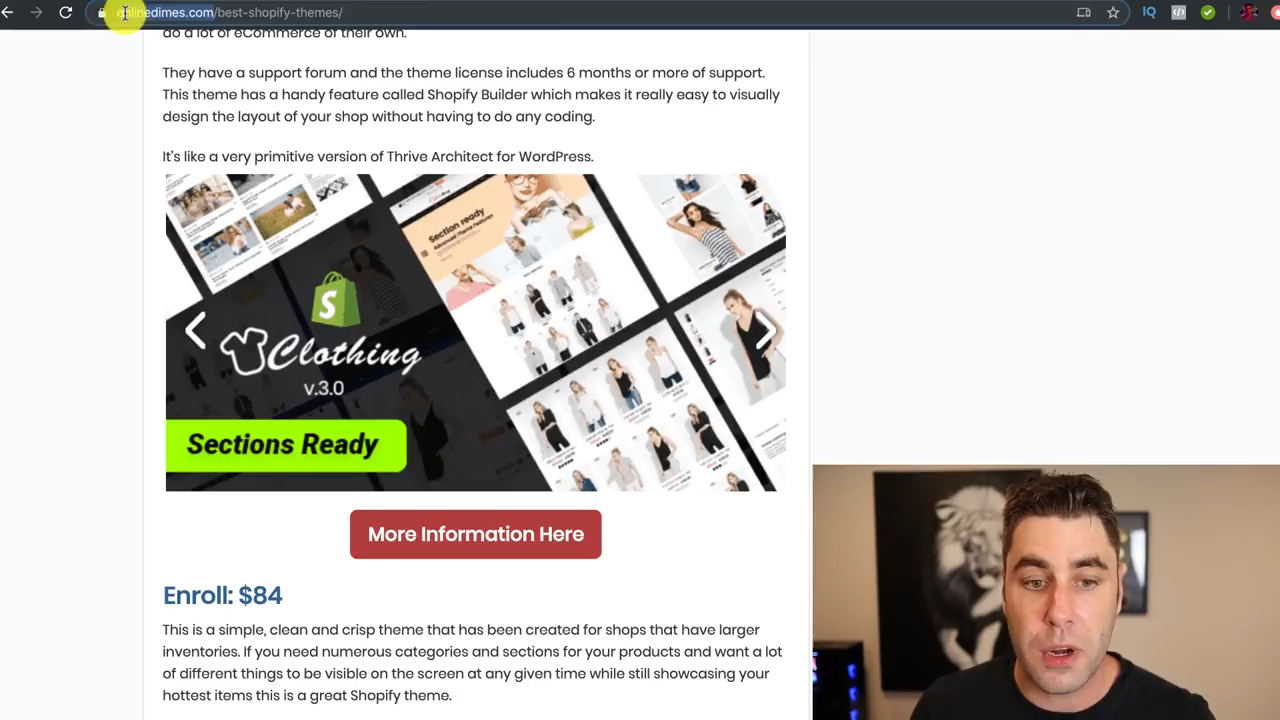 onlinedimes.com/best-shopify-themes/
do a lot of eCommerce of their own.
They have a support forum and the theme license includes 6 months or more of support.
This theme has a handy feature called Shopify Builder which makes it really easy to visually
design the layout of your shop without having to do any coding.
It's like a very primitive version of Thrive Architect for WordPress.
Section ready
Advanced Theme Features
S
Clothing
v.3.0
Sections Ready
More Information Here
Enroll: $84
This is a simple, clean and crisp theme that has been created for shops that have larger
inventories. If you need numerous categories and sections for your products and want a lot
of different things to be visible on the screen at any given time while still showcasing your
hottest items this is a great Shopify theme.